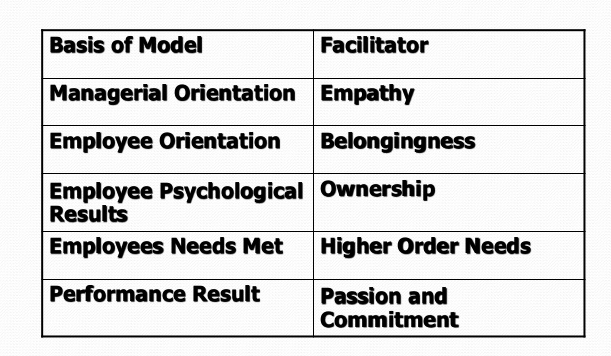 Basis of Model Facilitator
Managerial Orientation Empathy
Employee Orientation Belongingness
Employee Psychological Ownership
Results
Employees Needs Met Higher Order Needs
Performance Result Passion and
Commitment